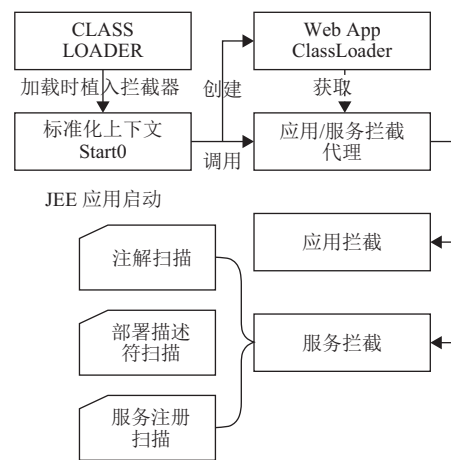 CLASS
LOADER
Web App
ClassLoader
加载时植入拦截器
创建
获取
标准化上下文
Start0
调用
应用/服务拦截
代理
JEE 应用启动
注解扫描
应用拦截
部署描述
符扫描
服务拦截
服务注册
扫描